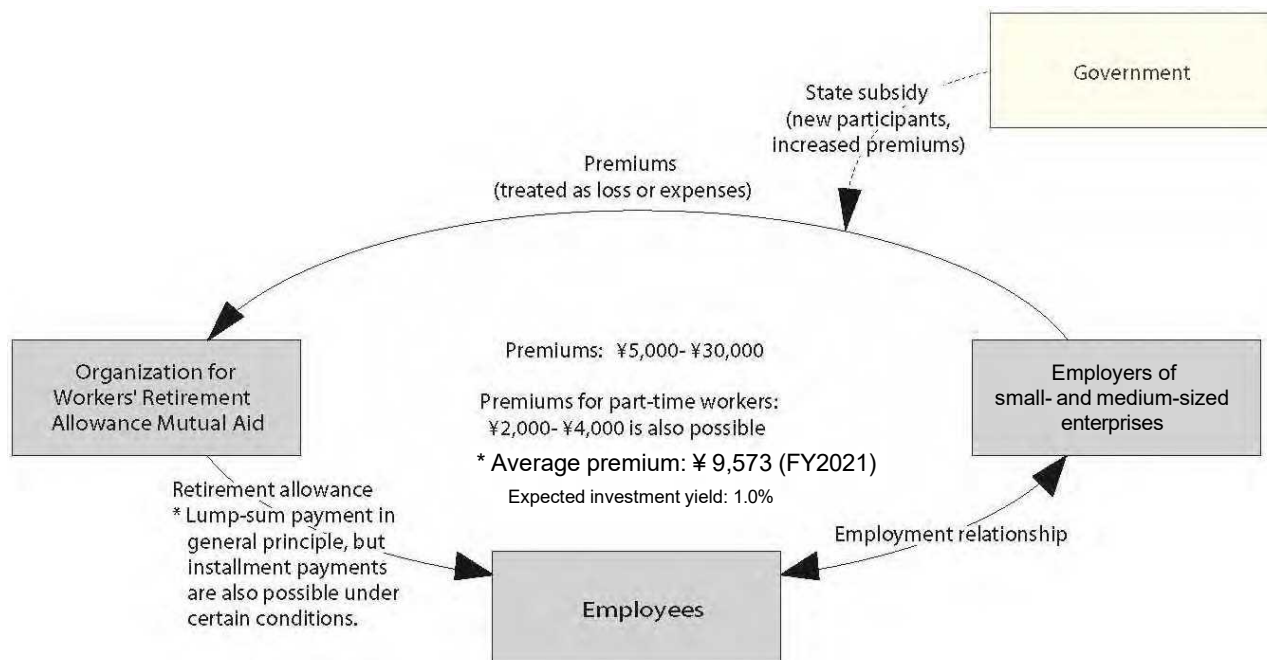 Government
State subsidy
(new participants,
increased premiums)
Premiums
(treated as loss or expenses)
Organization for
Workers' Retirement
Allowance Mutual Aid
Premiums: ¥5,000- ¥30,000
Premiums for part-time workers:
¥2,000- ¥4,000 is also possible
* Average premium: ¥ 9,573 (FY2021)
Expected investment yield: 1.0%
Employers of
small- and medium-sized
enterprises
Retirement allowance
* Lump-sum payment in
general principle, but
installment payments
are also possible under
certain conditions.
Employment relationship
Employees